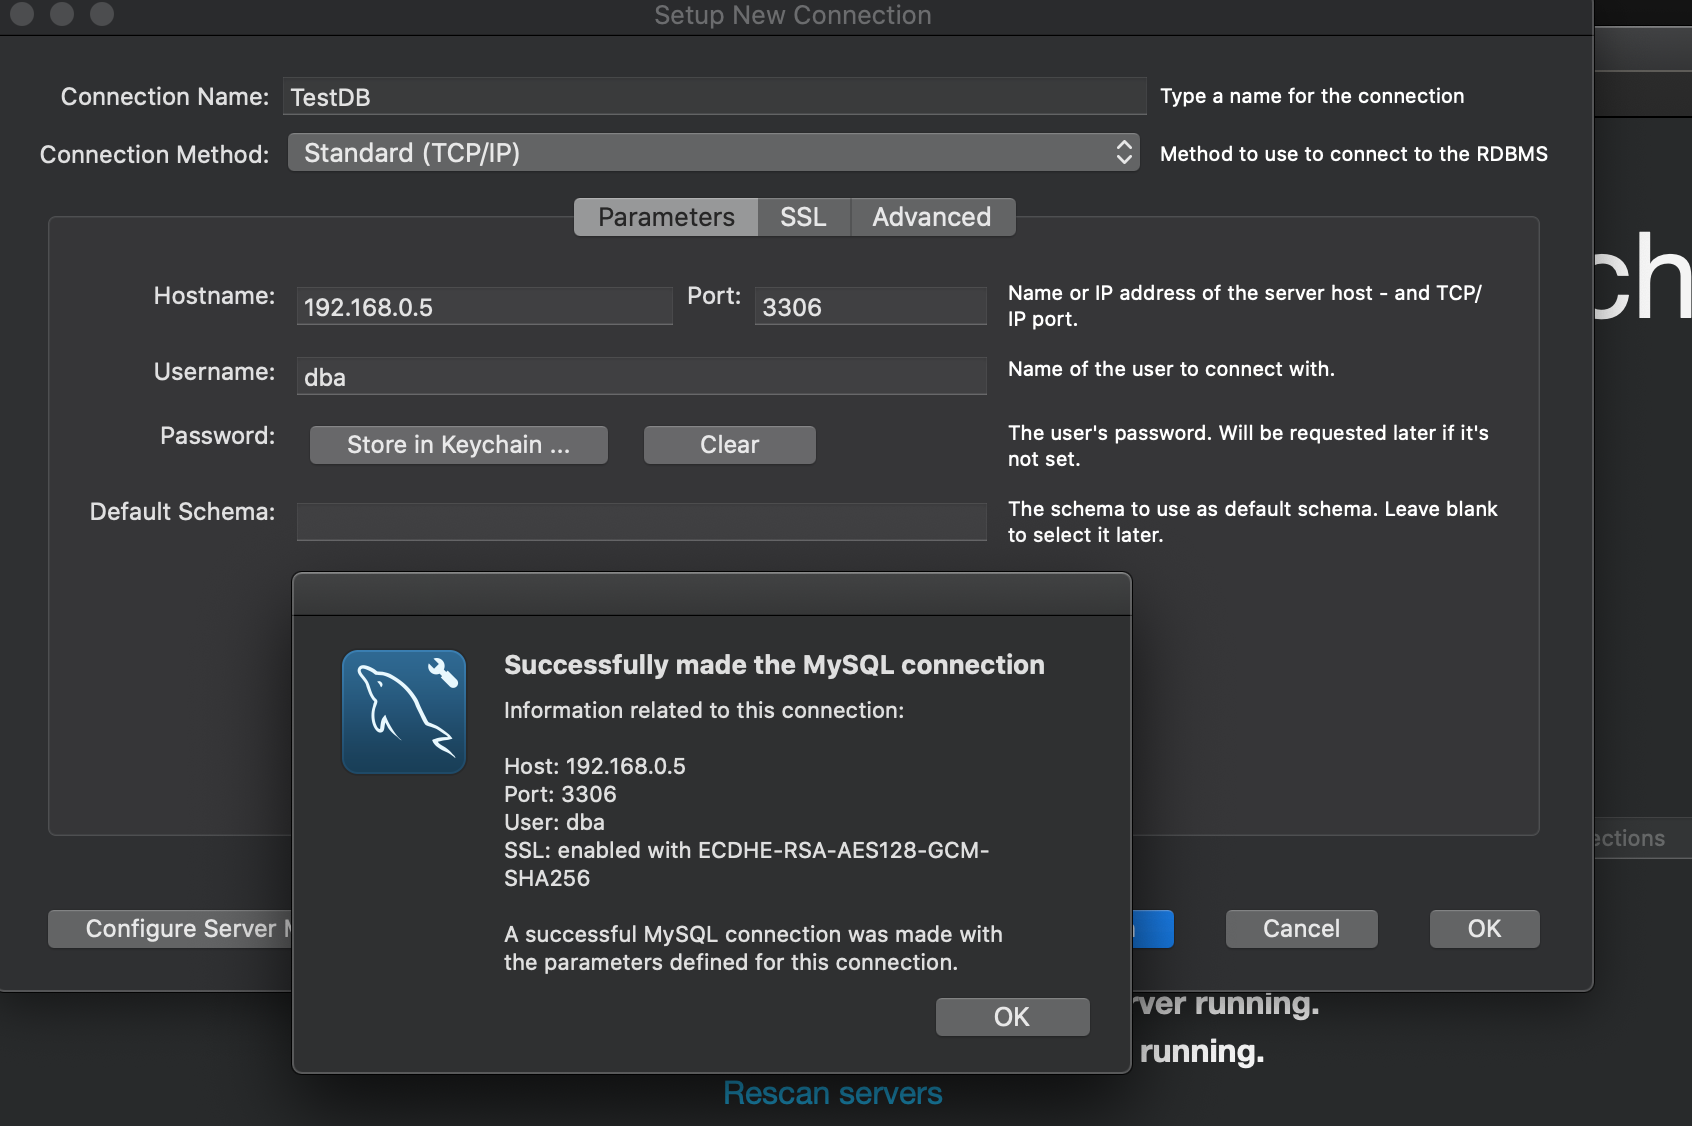 Setup New Connection
Connection Name: TestDB Type a name for the connection
Connection Method: Standard (TCP/IP) Method to use to connect to the RDBMS
Parameters SSL Advanced
Hostname: 192.168.0.5 Port: 3306 Name or IP address of the server host - and TCP/
IP port.
Username: dba Name of the user to connect with.
Password: Store in Keychain ... Clear The user's password. Will be requested later if it's
not set.
Default Schema: The schema to use as default schema. Leave blank
to select it later.
Successfully made the MySQL connection
Information related to this connection:
Host: 192.168.0.5
Port: 3306
User: dba
SSL: enabled with ECDHE-RSA-AES128-GCM-
SHA256
A successful MySQL connection was made with
the parameters defined for this connection.
OK
Configure Server Cancel OK
ch
ections
rver running.
running.
Rescan servers